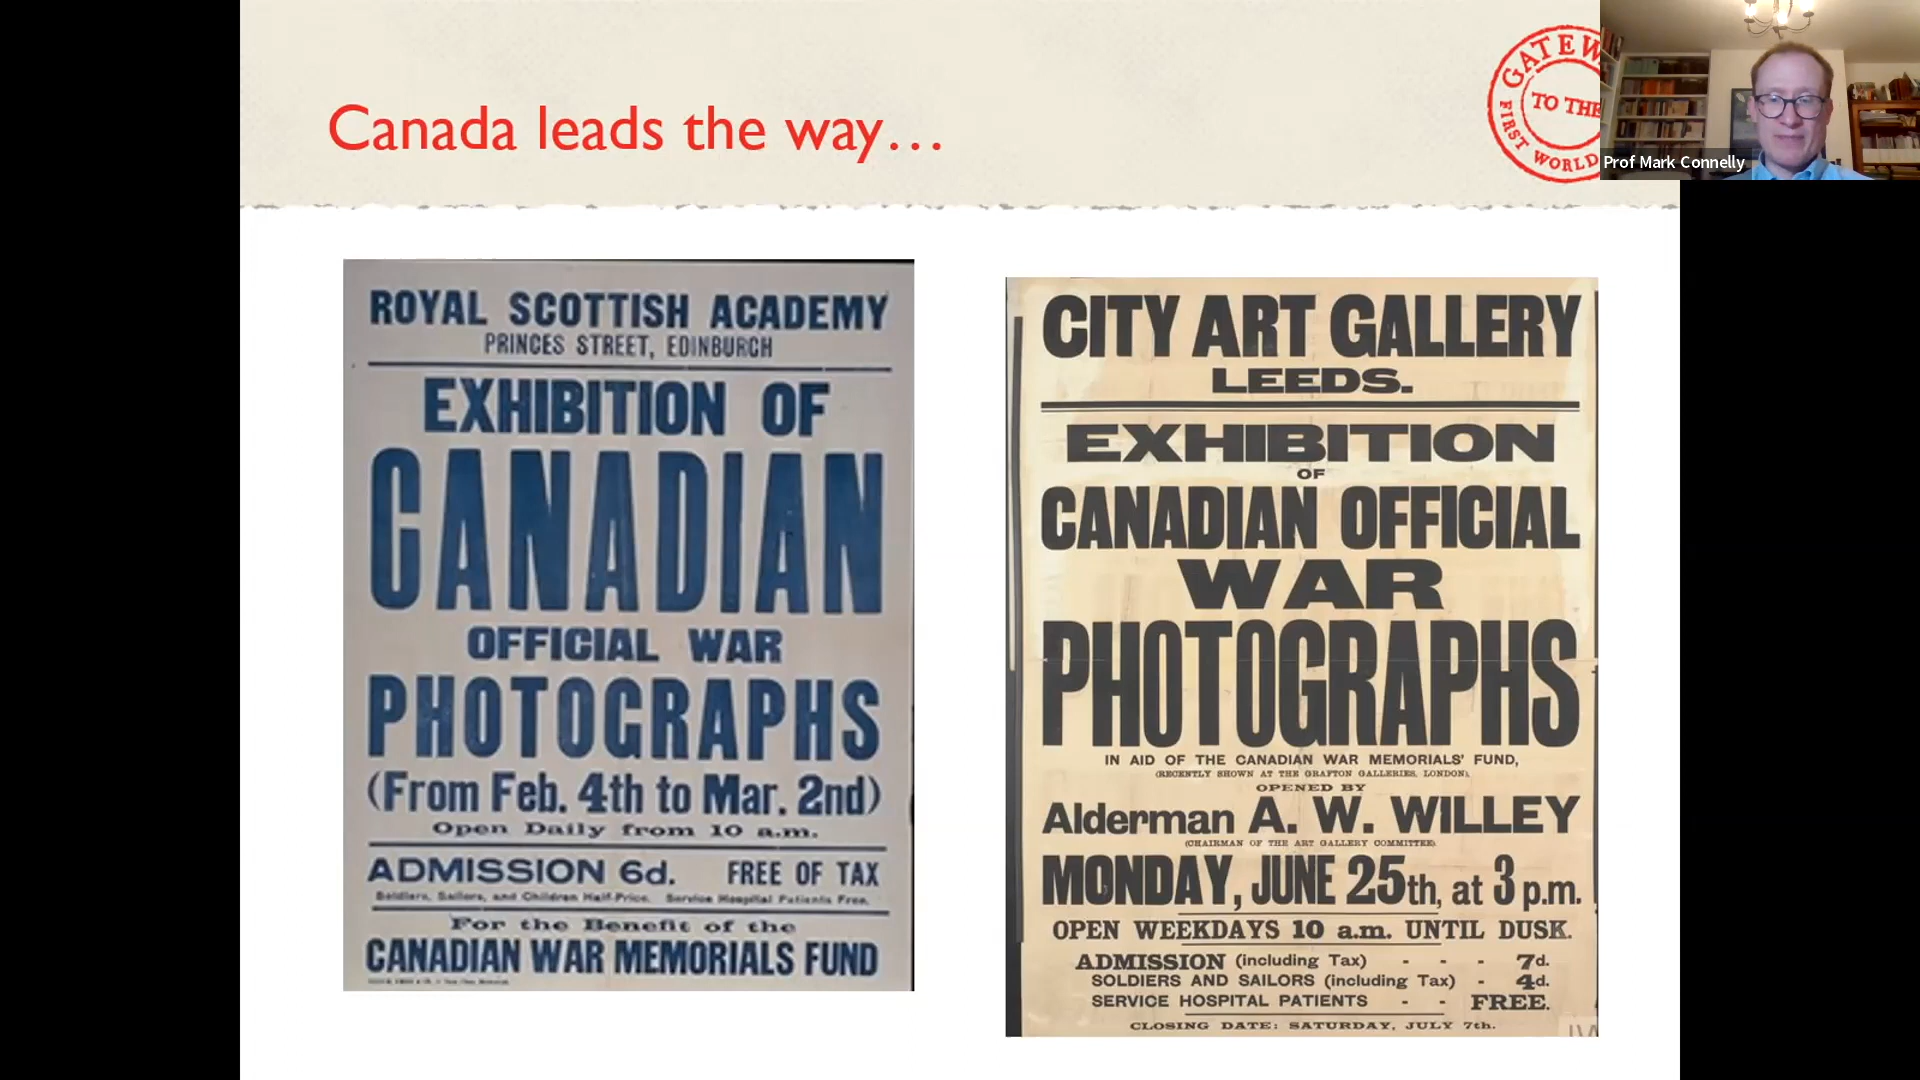 Canada leads the way…
GATEW
TO THE
FIRST WORLD
Prof Mark Connelly
ROYAL SCOTTISH ACADEMY
PRINCES STREET, EDINBURGH
EXHIBITION OF
CANADIAN
OFFICIAL WAR
PHOTOGRAPHS
(From Feb. 4th to Mar. 2nd)
Open Daily from 10 a.m.
ADMISSION 6d. FREE OF TAX
Soldiers, Sailors, and Children Half-Price. Service Hospital Patients Free.
For the Benefit of the
CANADIAN WAR MEMORIALS FUND
CITY ART GALLERY
LEEDS.
EXHIBITION
OF
CANADIAN OFFICIAL
WAR
PHOTOGRAPHS
IN AID OF THE CANADIAN WAR MEMORIALS' FUND,
(RECENTLY SHOWN AT THE GRAFTON GALLERIES, LONDON),
OPENED BY
Alderman A. W. WILLEY
(CHAIRMAN OF THE ART GALLERY COMMITTEE)
MONDAY, JUNE 25th, at 3 p.m.
OPEN WEEKDAYS 10 a.m. UNTIL DUSK.
ADMISSION (including Tax) - - - 7d.
SOLDIERS AND SAILORS (including Tax) - 4d.
SERVICE HOSPITAL PATIENTS - - FREE.
CLOSING DATE: SATURDAY, JULY 7th.